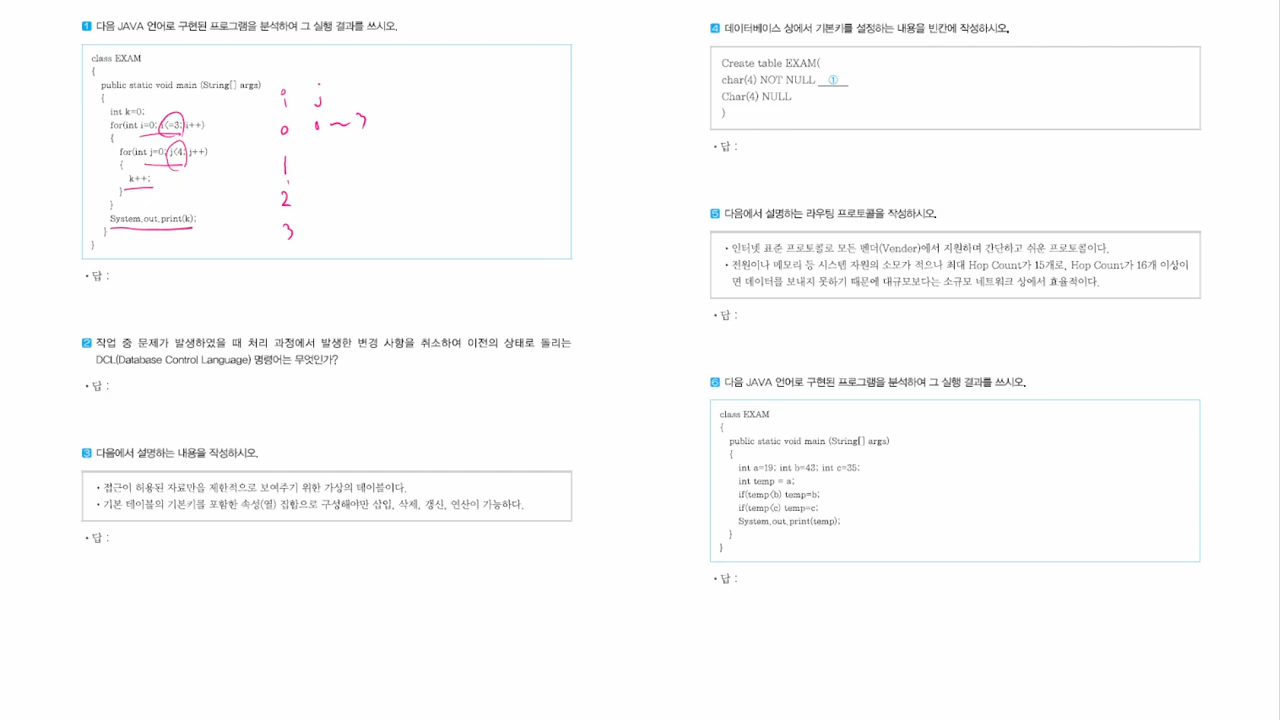 1 다음 JAVA 언어로 구현된 프로그램을 분석하여 그 실행 결과를 쓰시오.
class EXAM
{
public static void main (String[] args)
{
int k=0;
for(int i=0; i<=3; i++)
{
for(int j=0; j<4; j++)
{
k++;
}
}
System.out.print(k);
}
}
i j
0 0 ~ 3
1
2
3
• 답 :
2 작업 중 문제가 발생하였을 때 처리 과정에서 발생한 변경 사항을 취소하여 이전의 상태로 돌리는
DCL(Database Control Language) 명령어는 무엇인가?
• 답 :
3 다음에서 설명하는 내용을 작성하시오.
• 접근이 허용된 자료만을 제한적으로 보여주기 위한 가상의 테이블이다.
• 기본 테이블의 기본키를 포함한 속성(열) 집합으로 구성해야만 삽입, 삭제, 갱신, 연산이 가능하다.
• 답 :
4 데이터베이스 상에서 기본키를 설정하는 내용을 빈칸에 작성하시오.
Create table EXAM(
char(4) NOT NULL ①
Char(4) NULL
)
• 답 :
5 다음에서 설명하는 라우팅 프로토콜을 작성하시오.
• 인터넷 표준 프로토콜로 모든 벤더(Vender)에서 지원하며 간단하고 쉬운 프로토콜이다.
• 전원이나 메모리 등 시스템 자원의 소모가 적으나 최대 Hop Count가 15개로, Hop Count가 16개 이상이
면 데이터를 보내지 못하기 때문에 대규모보다는 소규모 네트워크 상에서 효율적이다.
• 답 :
6 다음 JAVA 언어로 구현된 프로그램을 분석하여 그 실행 결과를 쓰시오.
class EXAM
{
public static void main (String[] args)
{
int a=19; int b=43; int c=35;
int temp = a;
if(temp<b) temp=b;
if(temp<c) temp=c;
System.out.print(temp);
}
}
• 답 :